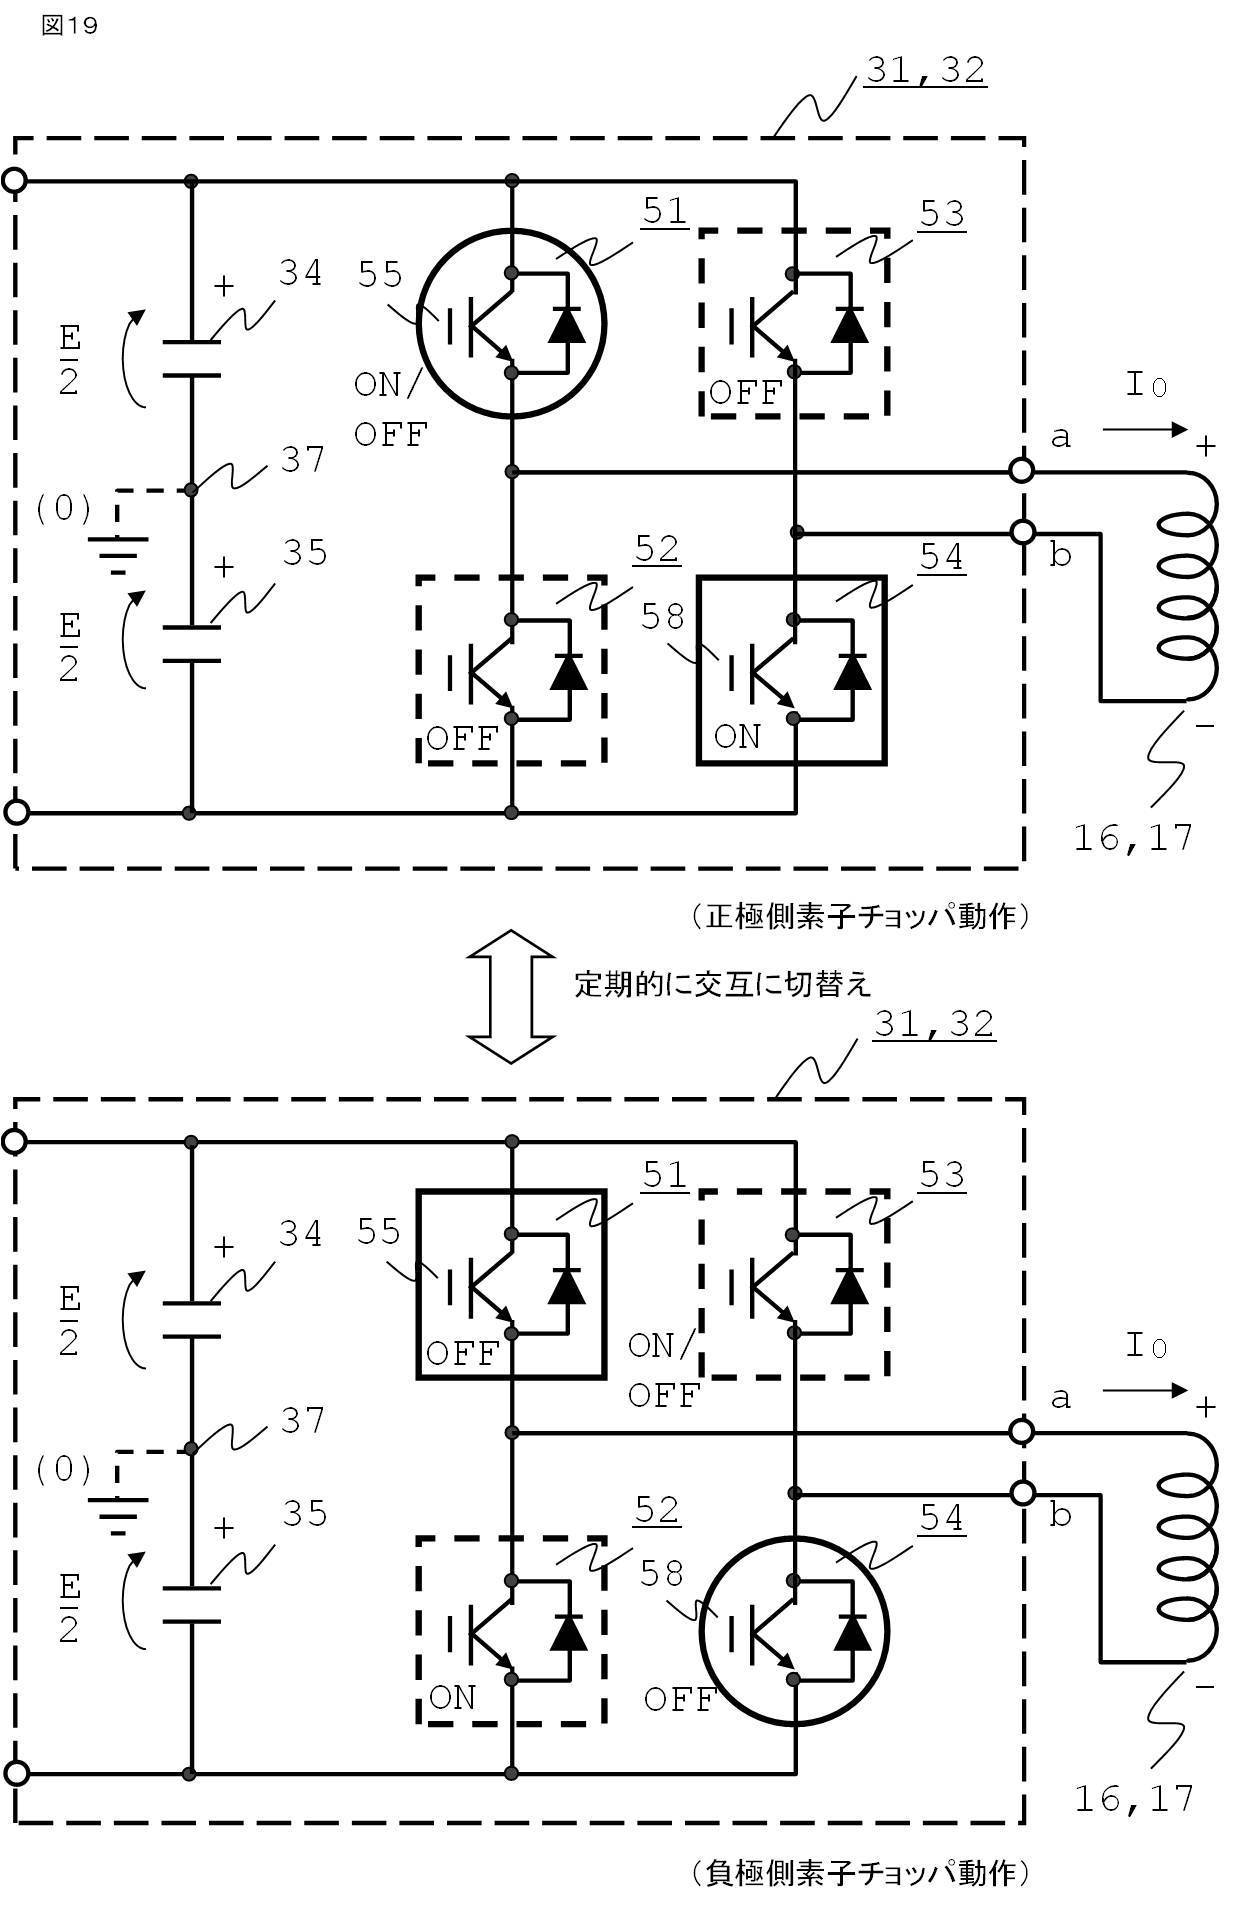 図19
31,32
51
53
55
34
+
E
2
ON/
OFF
OFF
I0
a
+
37
(0)
35
+
52
54
b
58
E
2
OFF
ON
−
16,17
(正極側素子チョッパ動作)
定期的に交互に切替え
31,32
51
53
55
34
+
E
2
OFF
ON/
OFF
I0
a
+
37
(0)
35
+
52
54
b
58
E
2
ON
OFF
−
16,17
(負極側素子チョッパ動作)